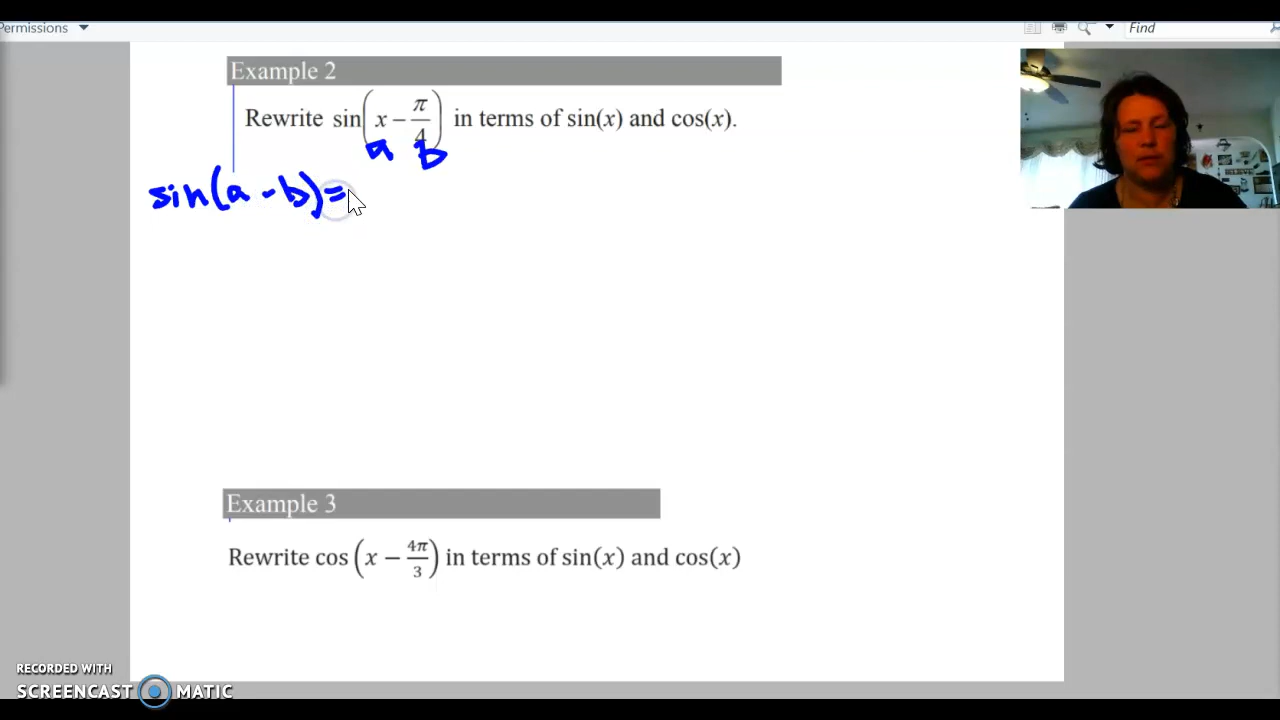 Permissions
Find
Example 2
Rewrite sin(x − π/4) in terms of sin(x) and cos(x).
a b
sin(a - b) =
Example 3
Rewrite cos (x − 4π/3) in terms of sin(x) and cos(x)
RECORDED WITH
SCREENCAST MATIC